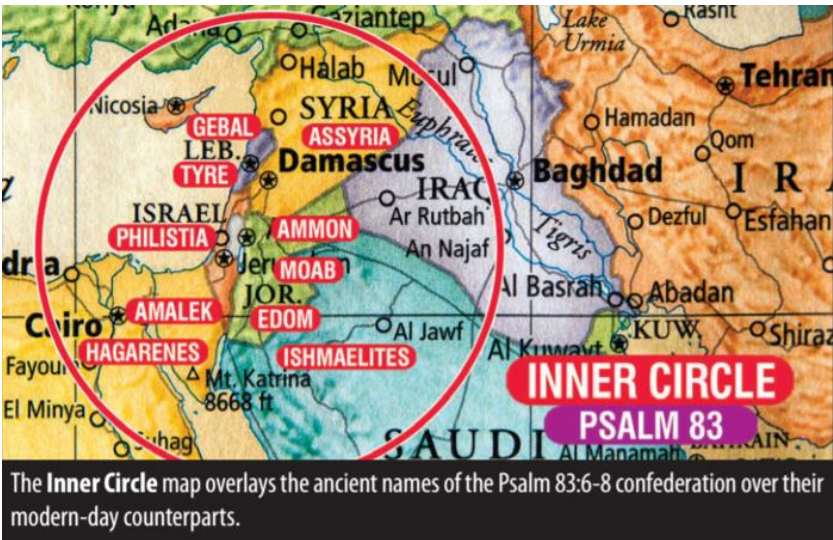 Adana
Gaziantep
Lake
Urmia
Rasht
Halab
Mosul
Tehran
Nicosia
SYRIA
Hamadan
GEBAL
ASSYRIA
Qom
LEB.
TYRE
Damascus
Baghdad
I R
IRAQ
Ar Rutbah
Dezful
Esfahan
ISRAEL
PHILISTIA
AMMON
Tigris
An Najaf
MOAB
JOR.
Al Basrah
Abadan
AMALEK
EDOM
Cairo
Al Jawf
KUW.
Shiraz
HAGARENES
ISHMAELITES
Al Kuwayt
Mt. Katrina
8668 ft
INNER CIRCLE
El Minya
PSALM 83
SAUDI
Al Manamah
The Inner Circle map overlays the ancient names of the Psalm 83:6-8 confederation over their
modern-day counterparts.